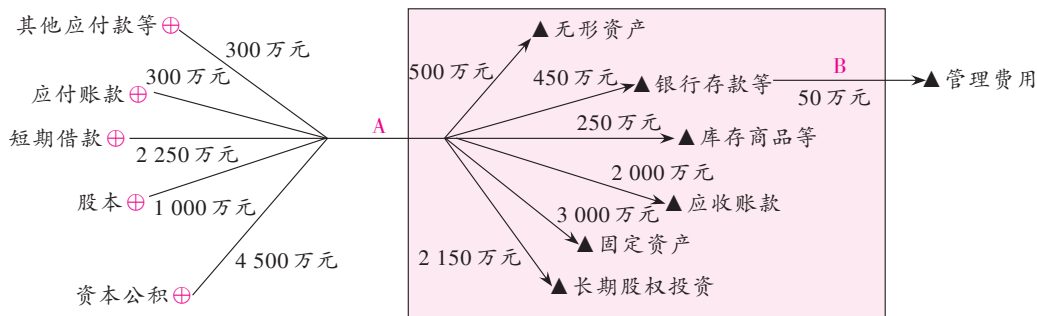 其他应付款等
300万元
应付账款
300万元
短期借款
2 250万元
股本
1 000万元
资本公积
4 500万元
A
无形资产
500万元
银行存款等
450万元
B
50万元
管理费用
库存商品等
250万元
应收账款
2 000万元
固定资产
3 000万元
长期股权投资
2 150万元